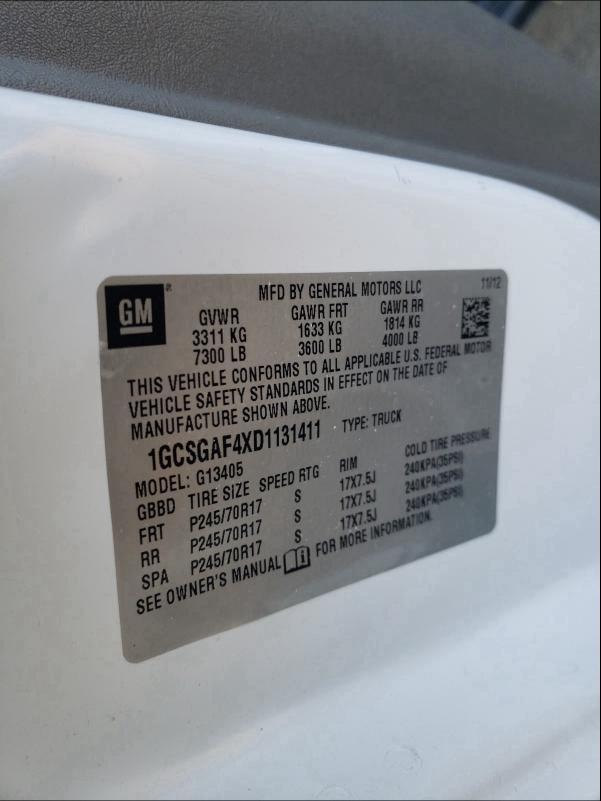 GM
MFD BY GENERAL MOTORS LLC 11/12
GVWR GAWR FRT GAWR RR
3311 KG 1633 KG 1814 KG
7300 LB 3600 LB 4000 LB
THIS VEHICLE CONFORMS TO ALL APPLICABLE U.S. FEDERAL MOTOR
VEHICLE SAFETY STANDARDS IN EFFECT ON THE DATE OF
MANUFACTURE SHOWN ABOVE.
1GCSGAF4XD1131411 TYPE: TRUCK
MODEL: G13405
GBBD TIRE SIZE SPEED RTG RIM COLD TIRE PRESSURE
FRT P245/70R17 S 17X7.5J 240KPA(35PSI)
RR P245/70R17 S 17X7.5J 240KPA(35PSI)
SPA P245/70R17 S 17X7.5J 240KPA(35PSI)
SEE OWNER'S MANUAL FOR MORE INFORMATION.